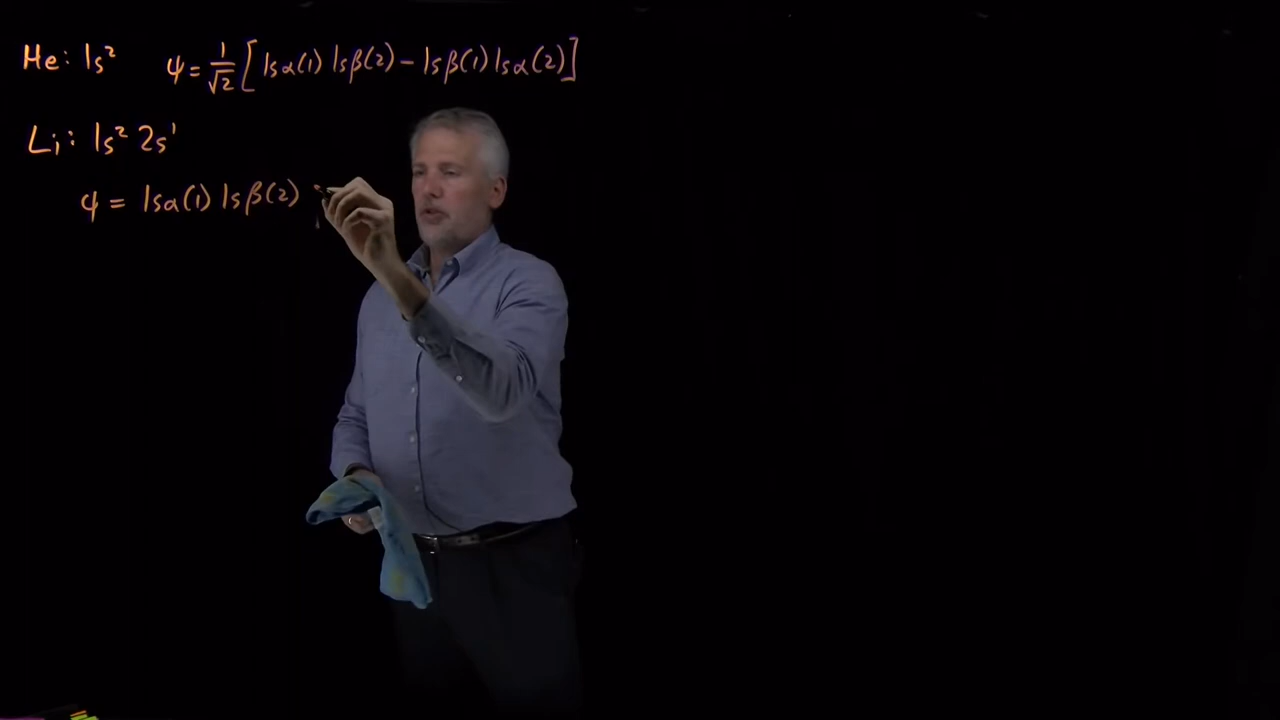 He: 1s² ψ = 1/√2 [1sα(1) 1sβ(2) − 1sβ(1) 1sα(2)]
Li: 1s² 2s¹
ψ = 1sα(1) 1sβ(2)